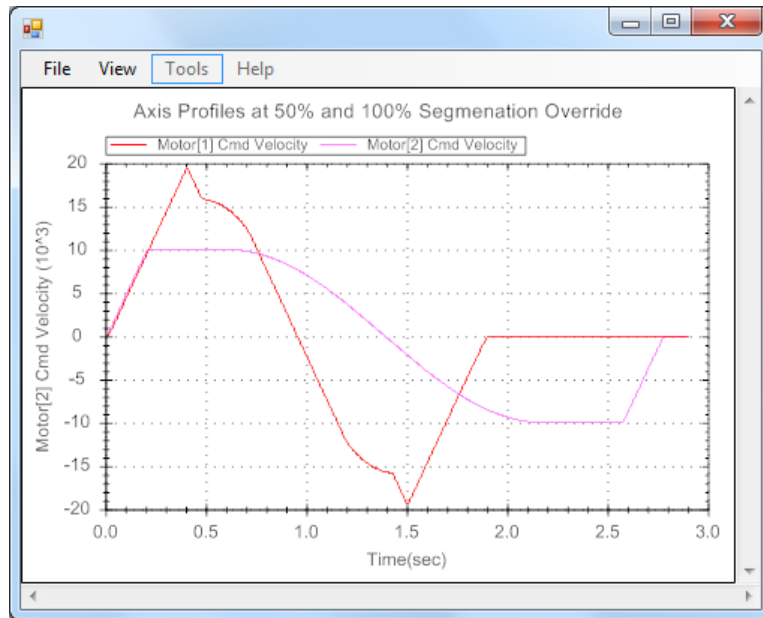 File View Tools Help
Axis Profiles at 50% and 100% Segmenation Override
Motor[1] Cmd Velocity Motor[2] Cmd Velocity
Motor[2] Cmd Velocity (10^3)
20
15
10
5
0
-5
-10
-15
-20
0.0 0.5 1.0 1.5 2.0 2.5 3.0
Time(sec)